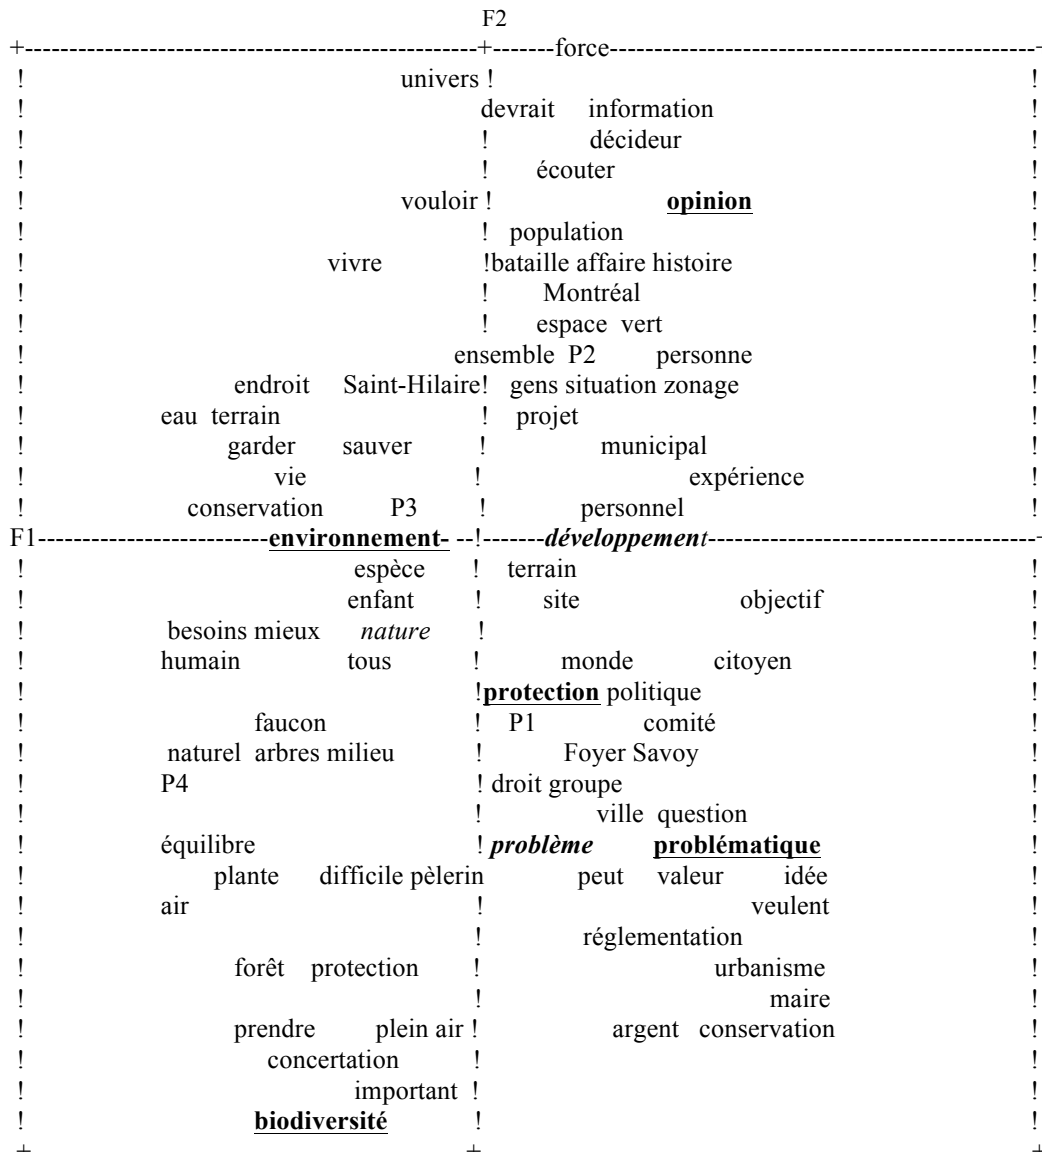 F2
+---------------------------------------------------+-------force------------------------------------------------+
! univers ! !
! devrait information !
! ! décideur !
! ! écouter !
! vouloir ! opinion !
! ! population !
! vivre !bataille affaire histoire !
! ! Montréal !
! ! espace vert !
! ensemble P2 personne !
! endroit Saint-Hilaire! gens situation zonage !
! eau terrain ! projet !
! garder sauver ! municipal !
! vie ! expérience !
! conservation P3 ! personnel !
F1--------------------------environnement- --!-------développement-------------------------------------+
! espèce ! terrain !
! enfant ! site objectif !
! besoins mieux nature ! !
! humain tous ! monde citoyen !
! !protection politique !
! faucon ! P1 comité !
! naturel arbres milieu ! Foyer Savoy !
! P4 ! droit groupe !
! ! ville question !
! équilibre ! problème problématique !
! plante difficile pèlerin peut valeur idée !
! air ! veulent !
! ! réglementation !
! forêt protection ! urbanisme !
! ! maire !
! prendre plein air ! argent conservation !
! concertation ! !
! important ! !
! biodiversité ! !
+ + +